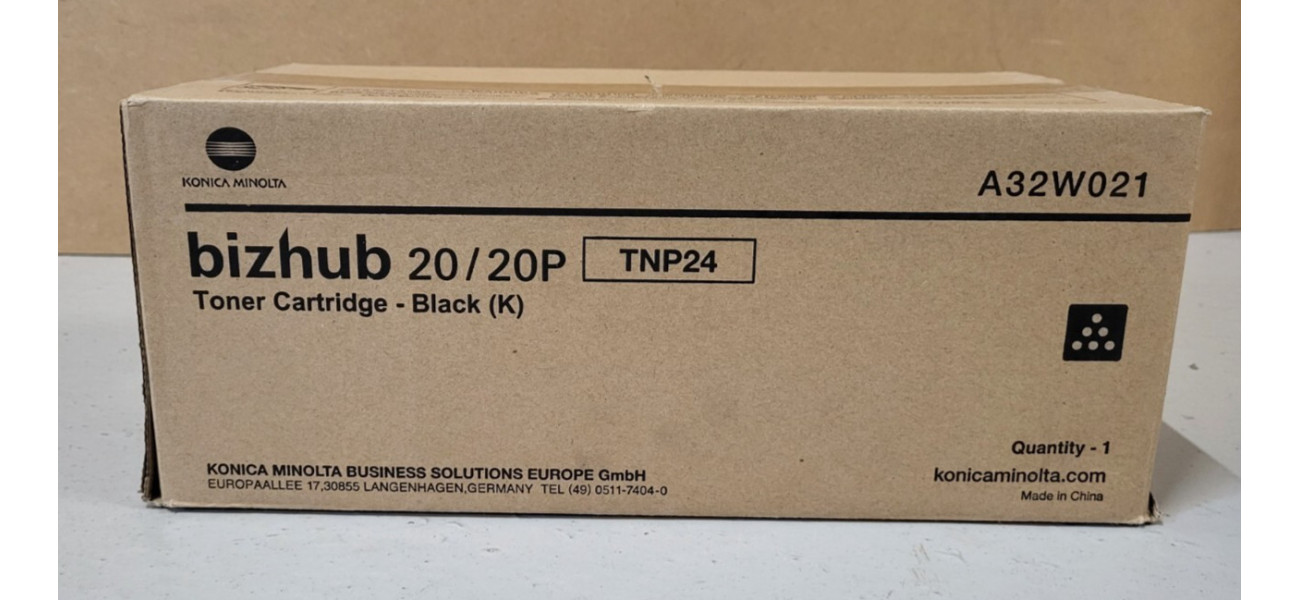 KONICA MINOLTA
A32W021
bizhub 20/20P TNP24
Toner Cartridge - Black (K)
Quantity - 1
KONICA MINOLTA BUSINESS SOLUTIONS EUROPE GmbH
konicaminolta.com
EUROPAALLEE 17,30855 LANGENHAGEN,GERMANY TEL (49) 0511-7404-0
Made in China